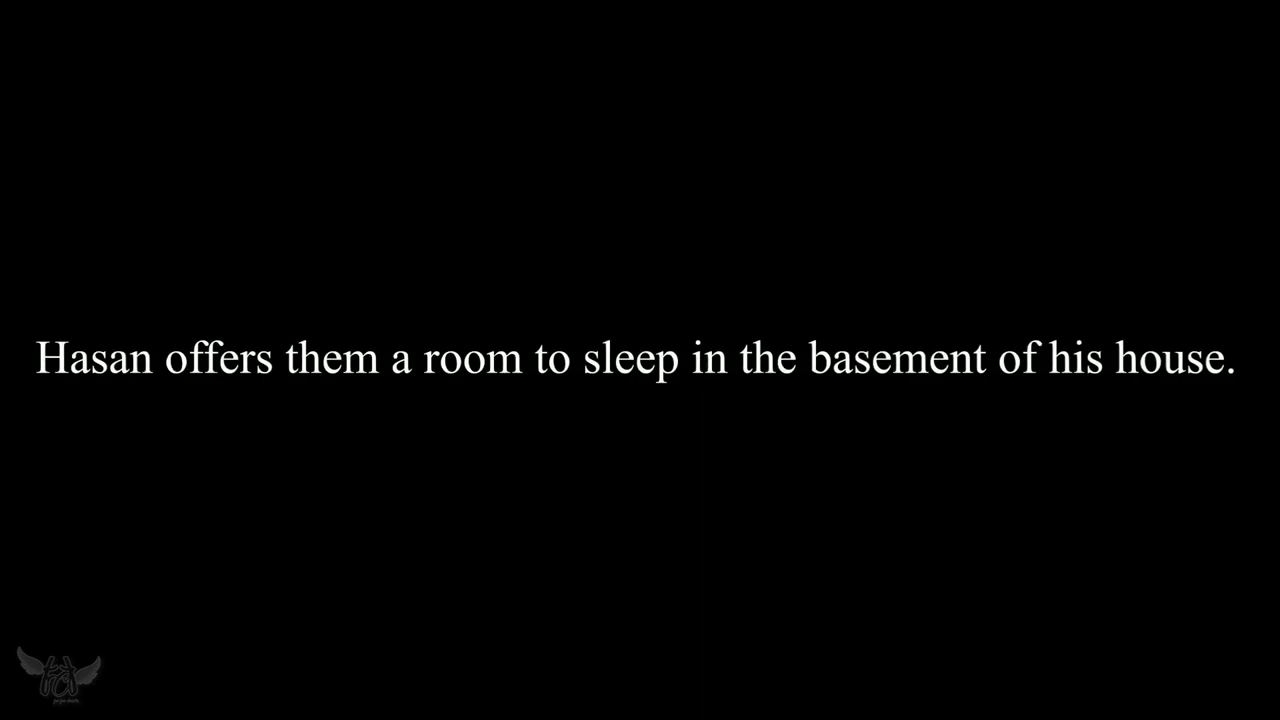 Hasan offers them a room to sleep in the basement of his house.